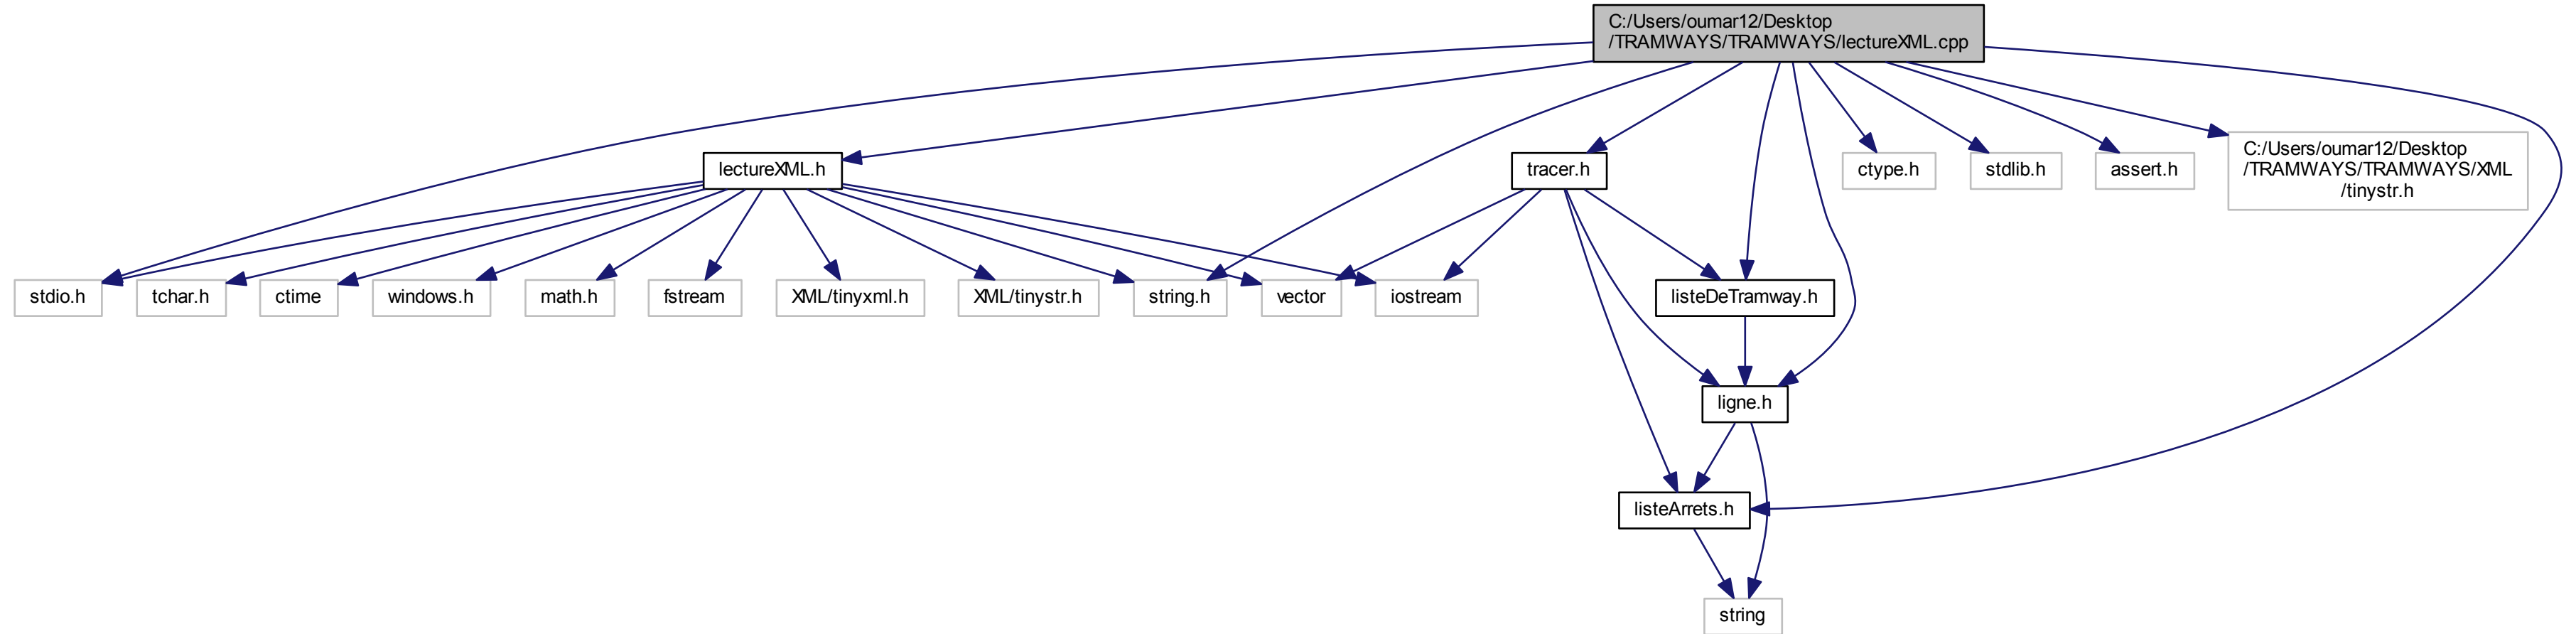 C:/Users/oumar12/Desktop
/TRAMWAYS/TRAMWAYS/lectureXML.cpp
lectureXML.h
tracer.h
ctype.h
stdlib.h
assert.h
C:/Users/oumar12/Desktop
/TRAMWAYS/TRAMWAYS/XML
/tinystr.h
stdio.h
tchar.h
ctime
windows.h
math.h
fstream
XML/tinyxml.h
XML/tinystr.h
string.h
vector
iostream
listeDeTramway.h
ligne.h
listeArrets.h
string